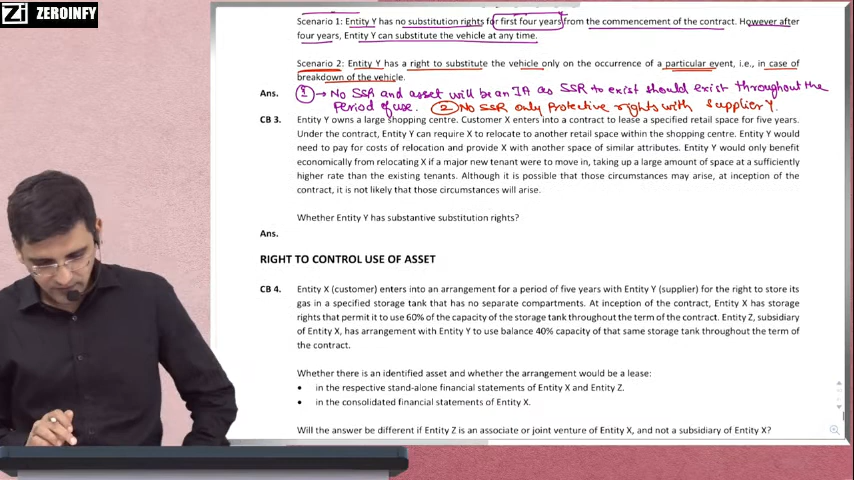 Zi ZEROINFY
Scenario 1: Entity Y has no substitution rights for first four years from the commencement of the contract. However after
four years, Entity Y can substitute the vehicle at any time.
Scenario 2: Entity Y has a right to substitute the vehicle only on the occurrence of a particular event, i.e., in case of
breakdown of the vehicle.
Ans. ① → No SSR and asset will be an IA as SSR to exist should exist throughout the
Period of use. ② No SSR only Protective rights with Supplier Y.
CB 3. Entity Y owns a large shopping centre. Customer X enters into a contract to lease a specified retail space for five years.
Under the contract, Entity Y can require X to relocate to another retail space within the shopping centre. Entity Y would
need to pay for costs of relocation and provide X with another space of similar attributes. Entity Y would only benefit
economically from relocating X if a major new tenant were to move in, taking up a large amount of space at a sufficiently
higher rate than the existing tenants. Although it is possible that those circumstances may arise, at inception of the
contract, it is not likely that those circumstances will arise.
Whether Entity Y has substantive substitution rights?
Ans.
RIGHT TO CONTROL USE OF ASSET
CB 4. Entity X (customer) enters into an arrangement for a period of five years with Entity Y (supplier) for the right to store its
gas in a specified storage tank that has no separate compartments. At inception of the contract, Entity X has storage
rights that permit it to use 60% of the capacity of the storage tank throughout the term of the contract. Entity Z, subsidiary
of Entity X, has arrangement with Entity Y to use balance 40% capacity of that same storage tank throughout the term of
the contract.
Whether there is an identified asset and whether the arrangement would be a lease:
• in the respective stand-alone financial statements of Entity X and Entity Z.
• in the consolidated financial statements of Entity X.
Will the answer be different if Entity Z is an associate or joint venture of Entity X, and not a subsidiary of Entity X?